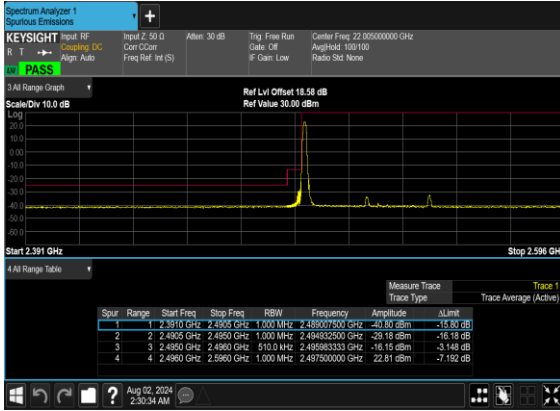 Spectrum Analyzer 1
Spurious Emissions
+
KEYSIGHT
R T
Input: RF
Coupling: DC
Align: Auto
Input Z: 50 Ω
Corr CCorr
Freq Ref: Int (S)
Atten: 30 dB
Trig: Free Run
Gate: Off
IF Gain: Low
Center Freq: 22.005000000 GHz
Avg|Hold: 100/100
Radio Std: None
PASS
3 All Range Graph
Scale/Div 10.0 dB
Ref Lvl Offset 18.58 dB
Ref Value 30.00 dBm
Log
20.0
10.0
0.00
-10.0
-20.0
-30.0
-40.0
-50.0
-60.0
Start 2.391 GHz
Stop 2.596 GH
4 All Range Table
Measure Trace Trace 1
Trace Type Trace Average (Active)
Spur Range Start Freq Stop Freq RBW Frequency Amplitude ΔLimit
1 1 2.3910 GHz 2.4905 GHz 1.000 MHz 2.489007500 GHz -40.80 dBm -15.80 dB
2 2 2.4905 GHz 2.4950 GHz 1.000 MHz 2.494932500 GHz -29.18 dBm -16.18 dB
3 3 2.4950 GHz 2.4960 GHz 510.0 kHz 2.495983333 GHz -16.15 dBm -3.148 dB
4 4 2.4960 GHz 2.5960 GHz 1.000 MHz 2.497500000 GHz 22.81 dBm -7.192 dB
?
Aug 02, 2024
2:30:34 AM